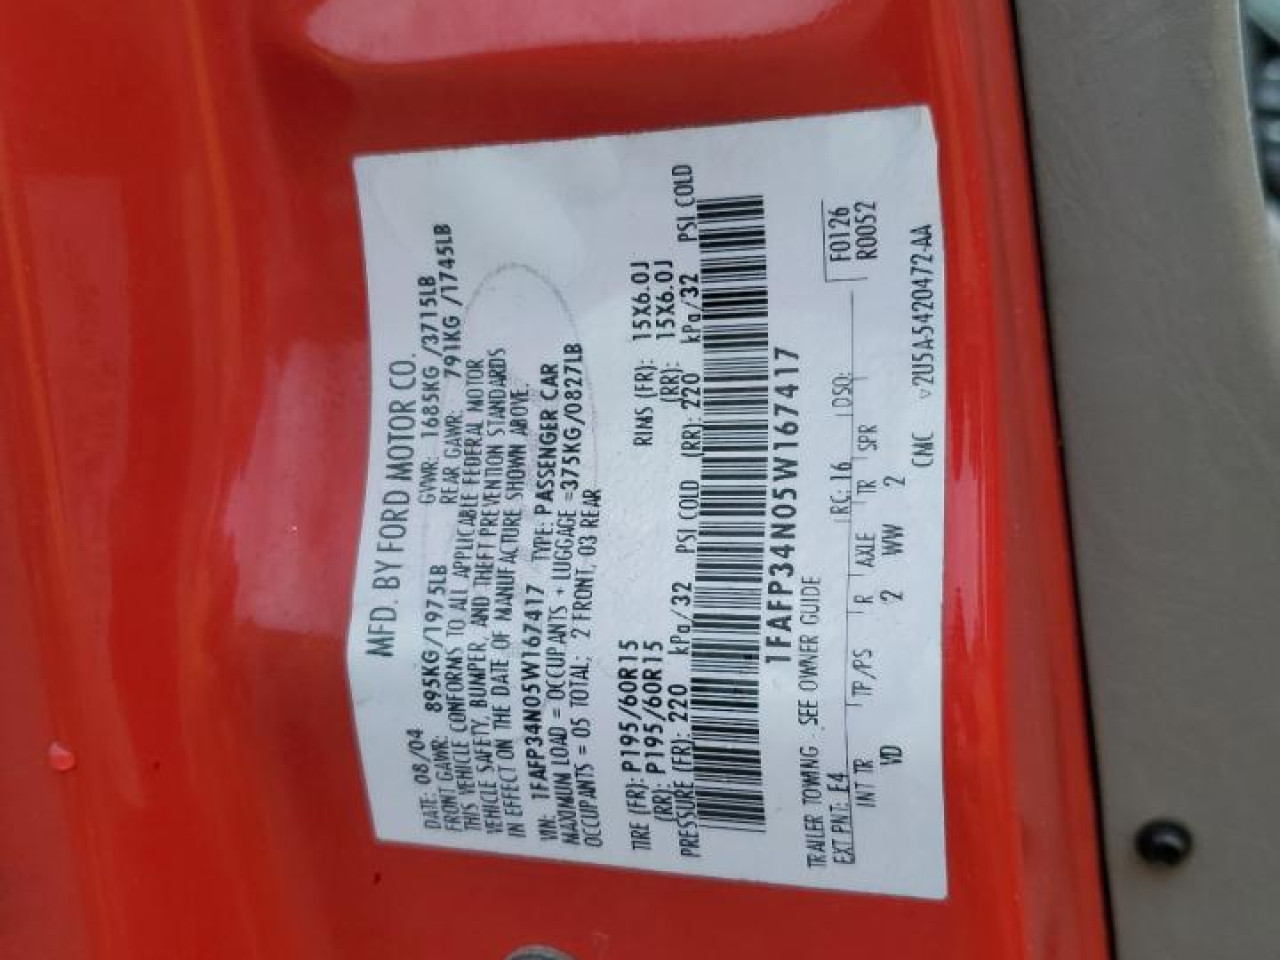 MFD. BY FORD MOTOR CO.
DATE: 08/04 GVWR: 1685KG/3715LB
FRONT GAWR: 895KG/1975LB REAR GAWR: 791KG/1745LB
THIS VEHICLE CONFORMS TO ALL APPLICABLE FEDERAL MOTOR
VEHICLE SAFETY, BUMPER, AND THEFT PREVENTION STANDARDS
IN EFFECT ON THE DATE OF MANUFACTURE SHOWN ABOVE.
VIN: 1FAFP34N05W167417 TYPE: PASSENGER CAR
MAXIMUM LOAD = OCCUPANTS + LUGGAGE =375KG/0827LB
OCCUPANTS = 05 TOTAL: 2 FRONT, 03 REAR
TIRE (FR): P195/60R15 RIMS (FR): 15X6.0J
(RR): P195/60R15 (RR): 15X6.0J
PRESSURE (FR): 220 kPa/32 PSI COLD (RR): 220 kPa/32 PSI COLD
1FAFP34N05W167417
TRAILER TOWING - SEE OWNER GUIDE F0126
EXT PNT: E4 RC: 16 DSO: R0052
INT TR TP/PS R AXLE TR SPR
VD 2 WW 2
CMC v2U5A-5420472-AA